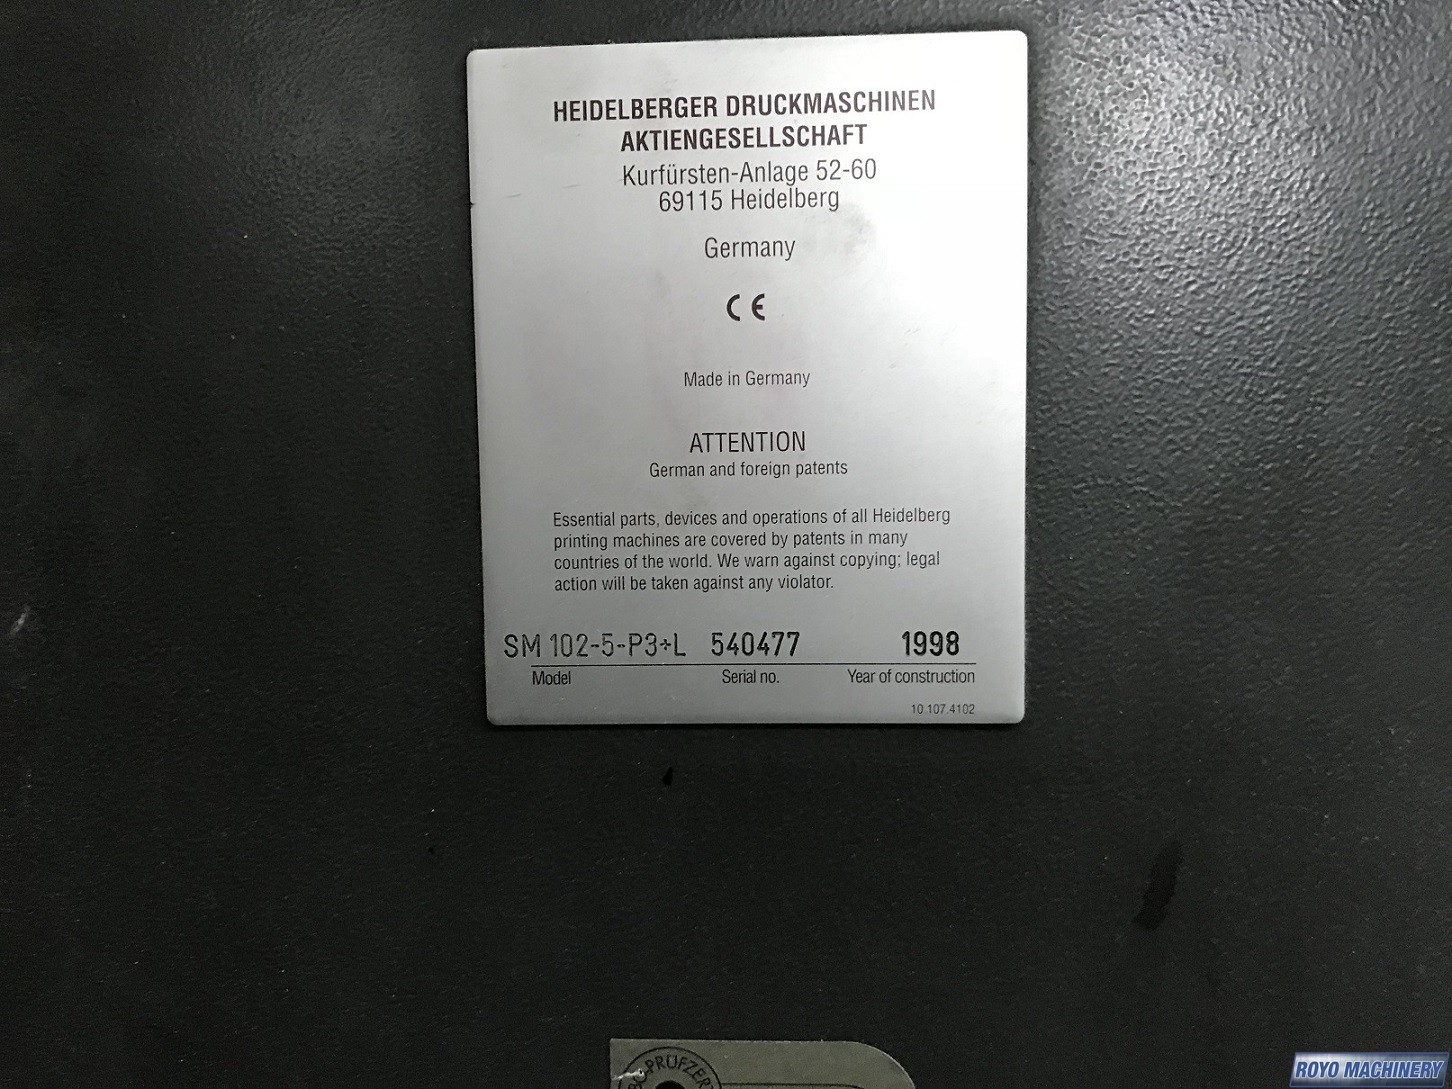 HEIDELBERGER DRUCKMASCHINEN
AKTIENGESELLSCHAFT
Kurfürsten-Anlage 52-60
69115 Heidelberg
Germany
CE
Made in Germany
ATTENTION
German and foreign patents
Essential parts, devices and operations of all Heidelberg
printing machines are covered by patents in many
countries of the world. We warn against copying; legal
action will be taken against any violator.
SM 102-5-P3+L 540477 1998
Model Serial no. Year of construction
10.107.4102
ROYO MACHINERY